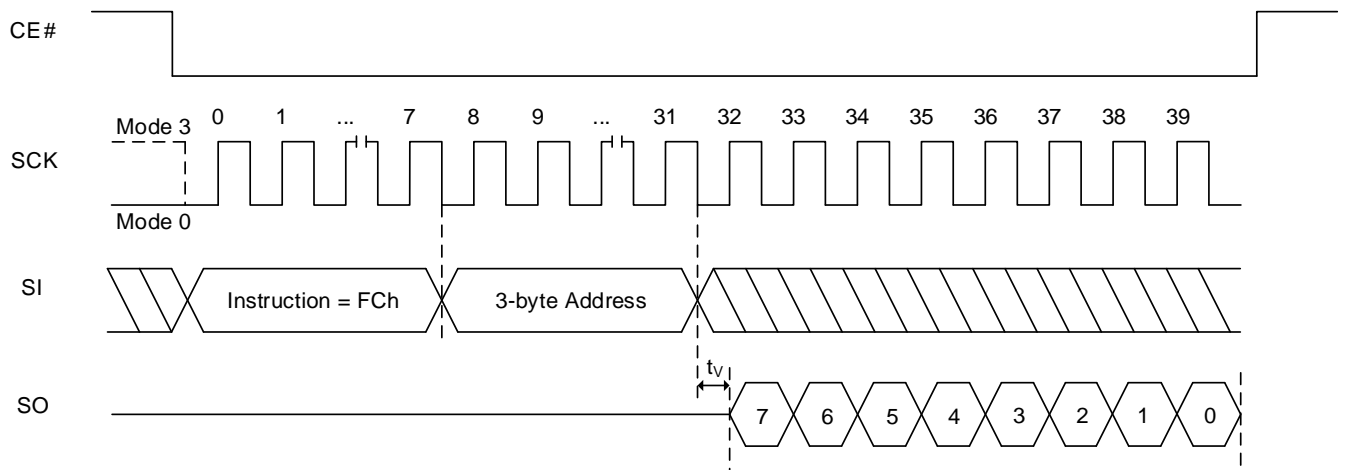 CE#
Mode 3 0 1 ... 7 8 9 ... 31 32 33 34 35 36 37 38 39
SCK
Mode 0
SI Instruction = FCh 3-byte Address
tV
SO 7 6 5 4 3 2 1 0